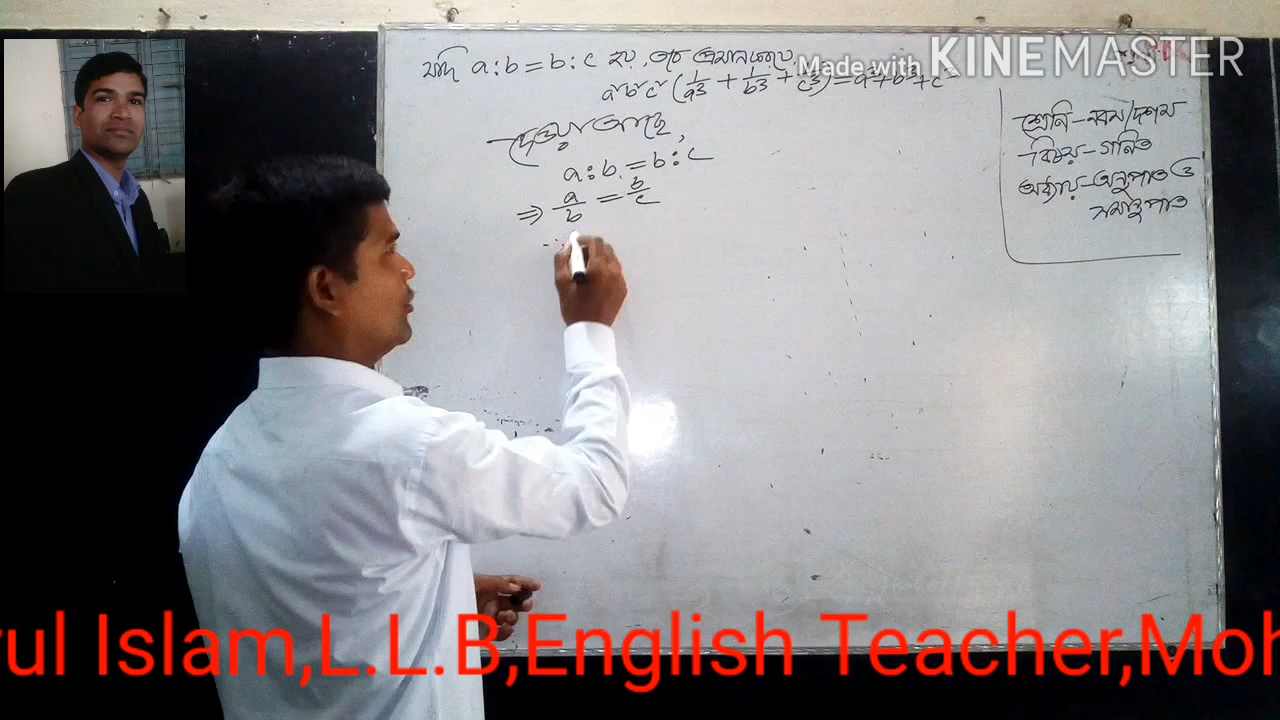 Made with KINEMASTER
যদি a:b = b:c হয়, তবে প্রমাণ কর যে,
a²b²c² (1/a³ + 1/b³ + 1/c³) = a³+b³+c³
দেওয়া আছে,
a:b = b:c
⇒ a/b = b/c
শ্রেণি-নবম/দশম
বিষয়-গণিত
অধ্যায়-অনুপাত ও
সমানুপাত
rul Islam,L.L.B,English Teacher,Moh